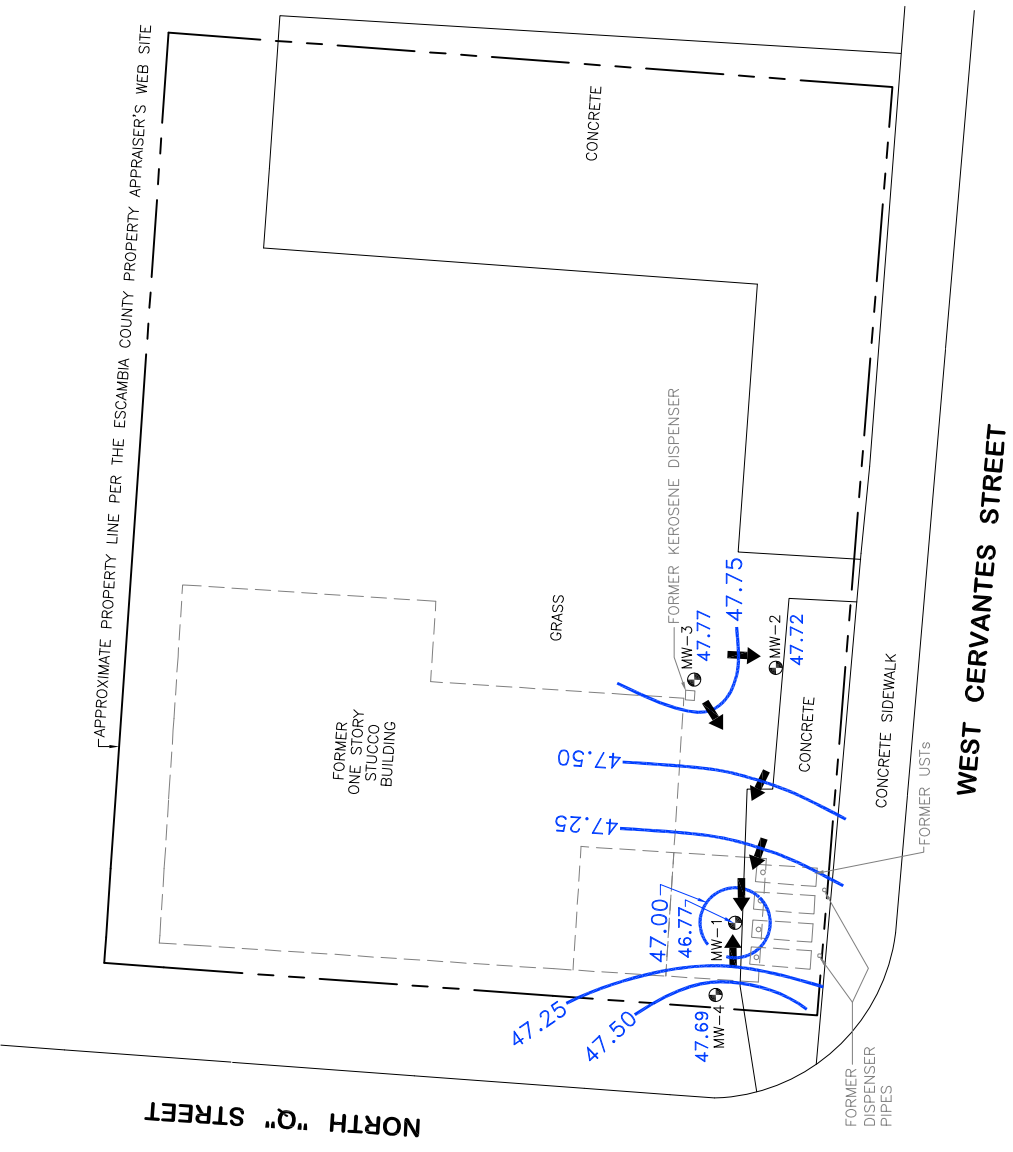 APPROXIMATE PROPERTY LINE PER THE ESCAMBIA COUNTY PROPERTY APPRAISER'S WEB SITE
CONCRETE
FORMER KEROSENE DISPENSER
GRASS
FORMER
ONE STORY
STUCCO
BUILDING
MW-3
47.77
47.75
MW-2
47.72
CONCRETE
CONCRETE SIDEWALK
WEST CERVANTES STREET
47.50
47.25
FORMER USTs
47.00
46.77
MW-1
47.25
47.50
47.69
MW-4
FORMER
DISPENSER
PIPES
NORTH "Q" STREET